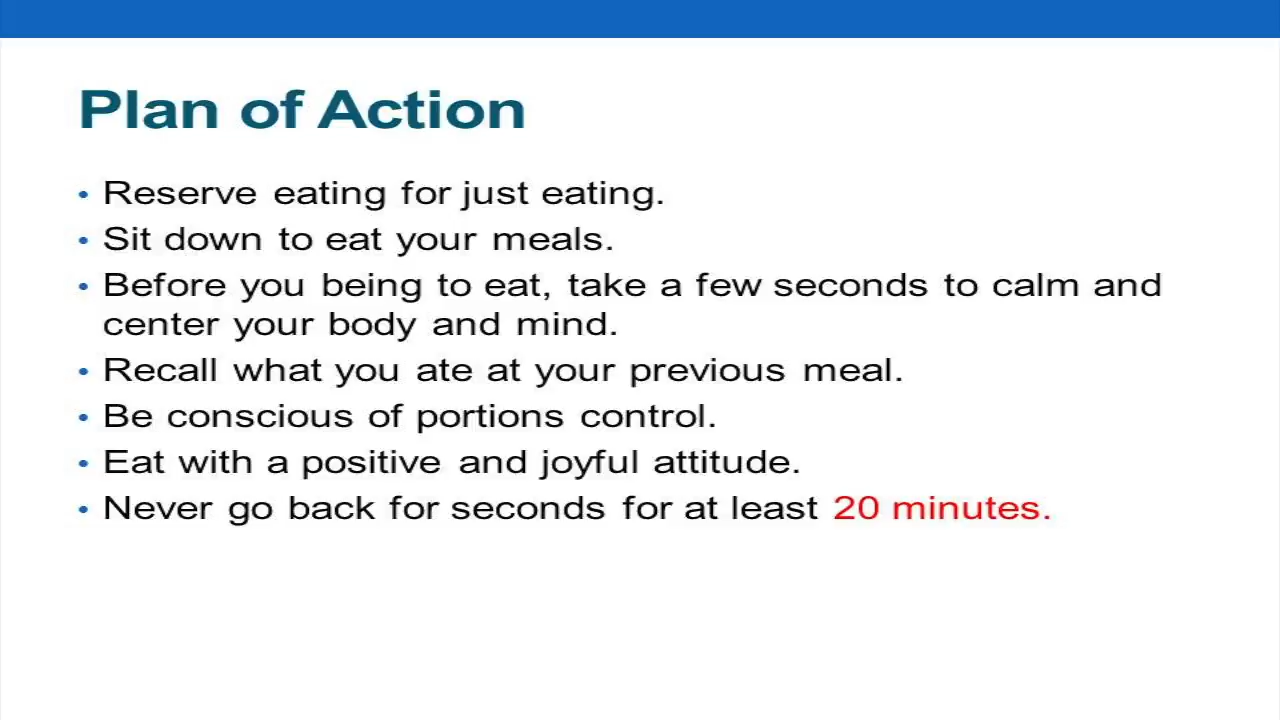 Plan of Action
• Reserve eating for just eating.
• Sit down to eat your meals.
• Before you being to eat, take a few seconds to calm and
center your body and mind.
• Recall what you ate at your previous meal.
• Be conscious of portions control.
• Eat with a positive and joyful attitude.
• Never go back for seconds for at least 20 minutes.